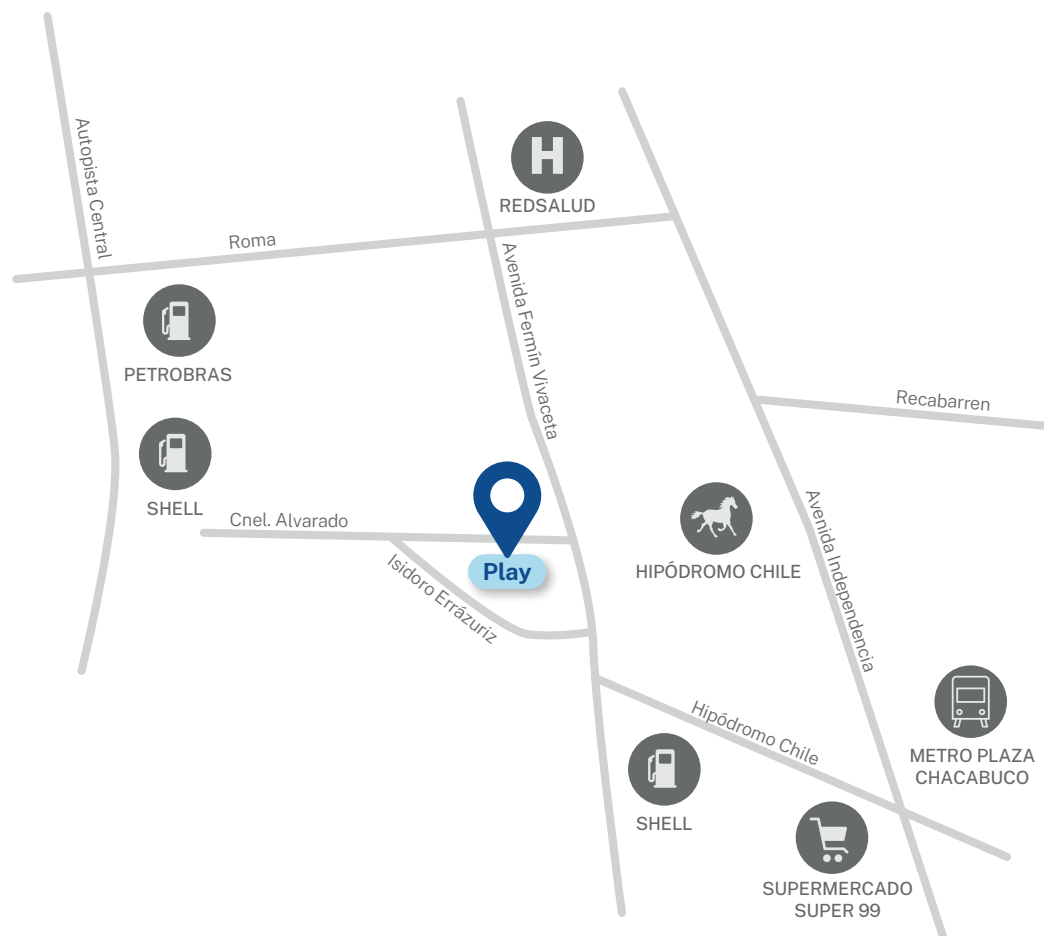 Autopista Central
H
REDSALUD
Roma
Avenida Fermín Vivaceta
PETROBRAS
Recabarren
SHELL
Cnel. Alvarado
Play
Isidoro Errázuriz
HIPÓDROMO CHILE
Avenida Independencia
Hipódromo Chile
METRO PLAZA
CHACABUCO
SHELL
SUPERMERCADO
SUPER 99